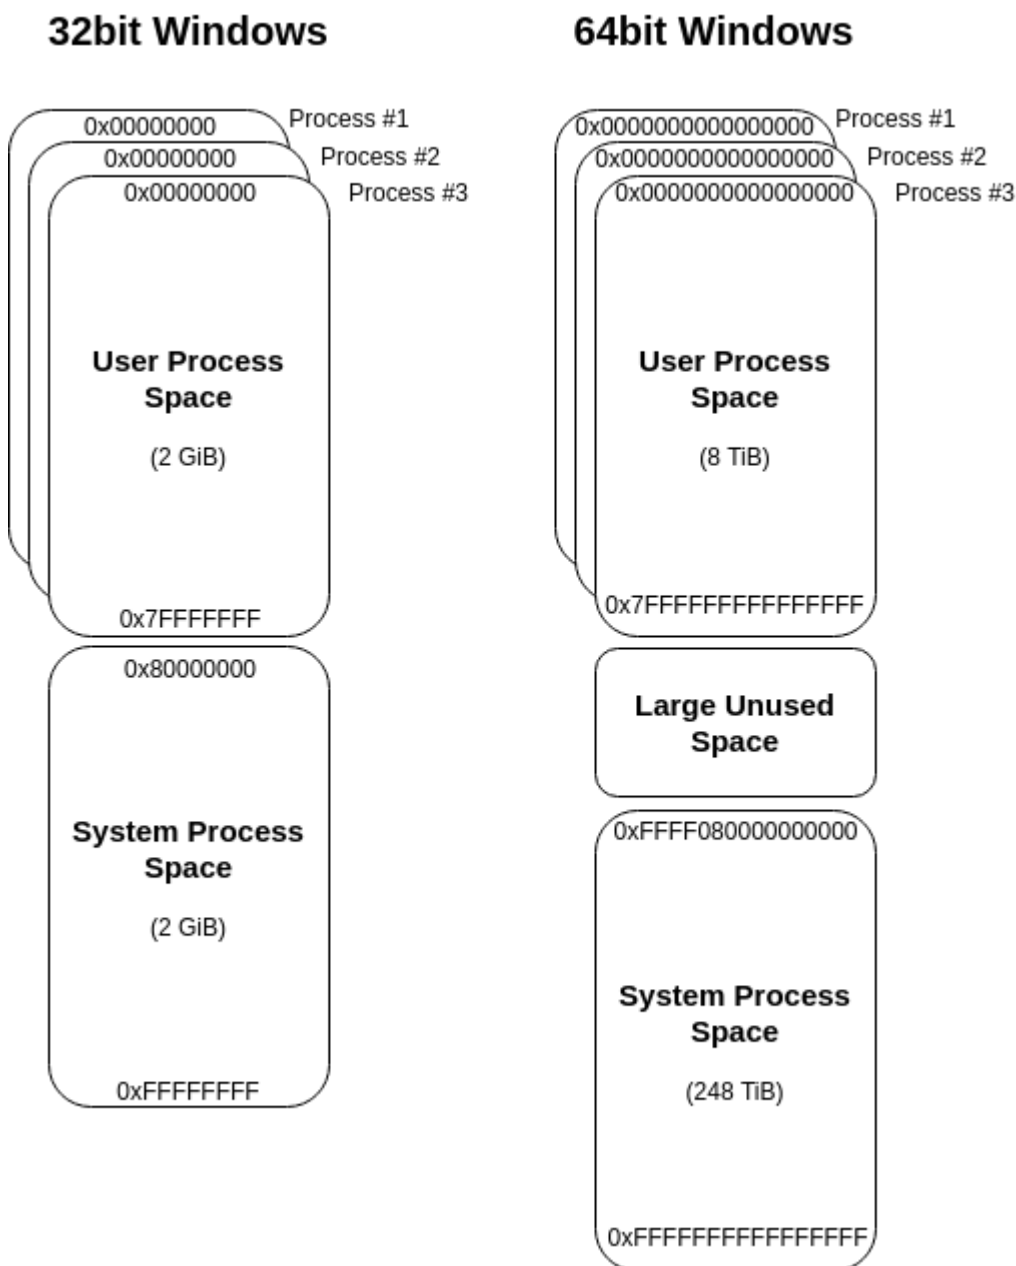 32bit Windows
64bit Windows
0x00000000
Process #1
0x00000000
Process #2
0x00000000
Process #3
User Process
Space
(2 GiB)
0x7FFFFFFF
0x80000000
System Process
Space
(2 GiB)
0xFFFFFFFF
0x0000000000000000
Process #1
0x0000000000000000
Process #2
0x0000000000000000
Process #3
User Process
Space
(8 TiB)
0x7FFFFFFFFFFFFFFF
Large Unused
Space
0xFFFF080000000000
System Process
Space
(248 TiB)
0xFFFFFFFFFFFFFFFF